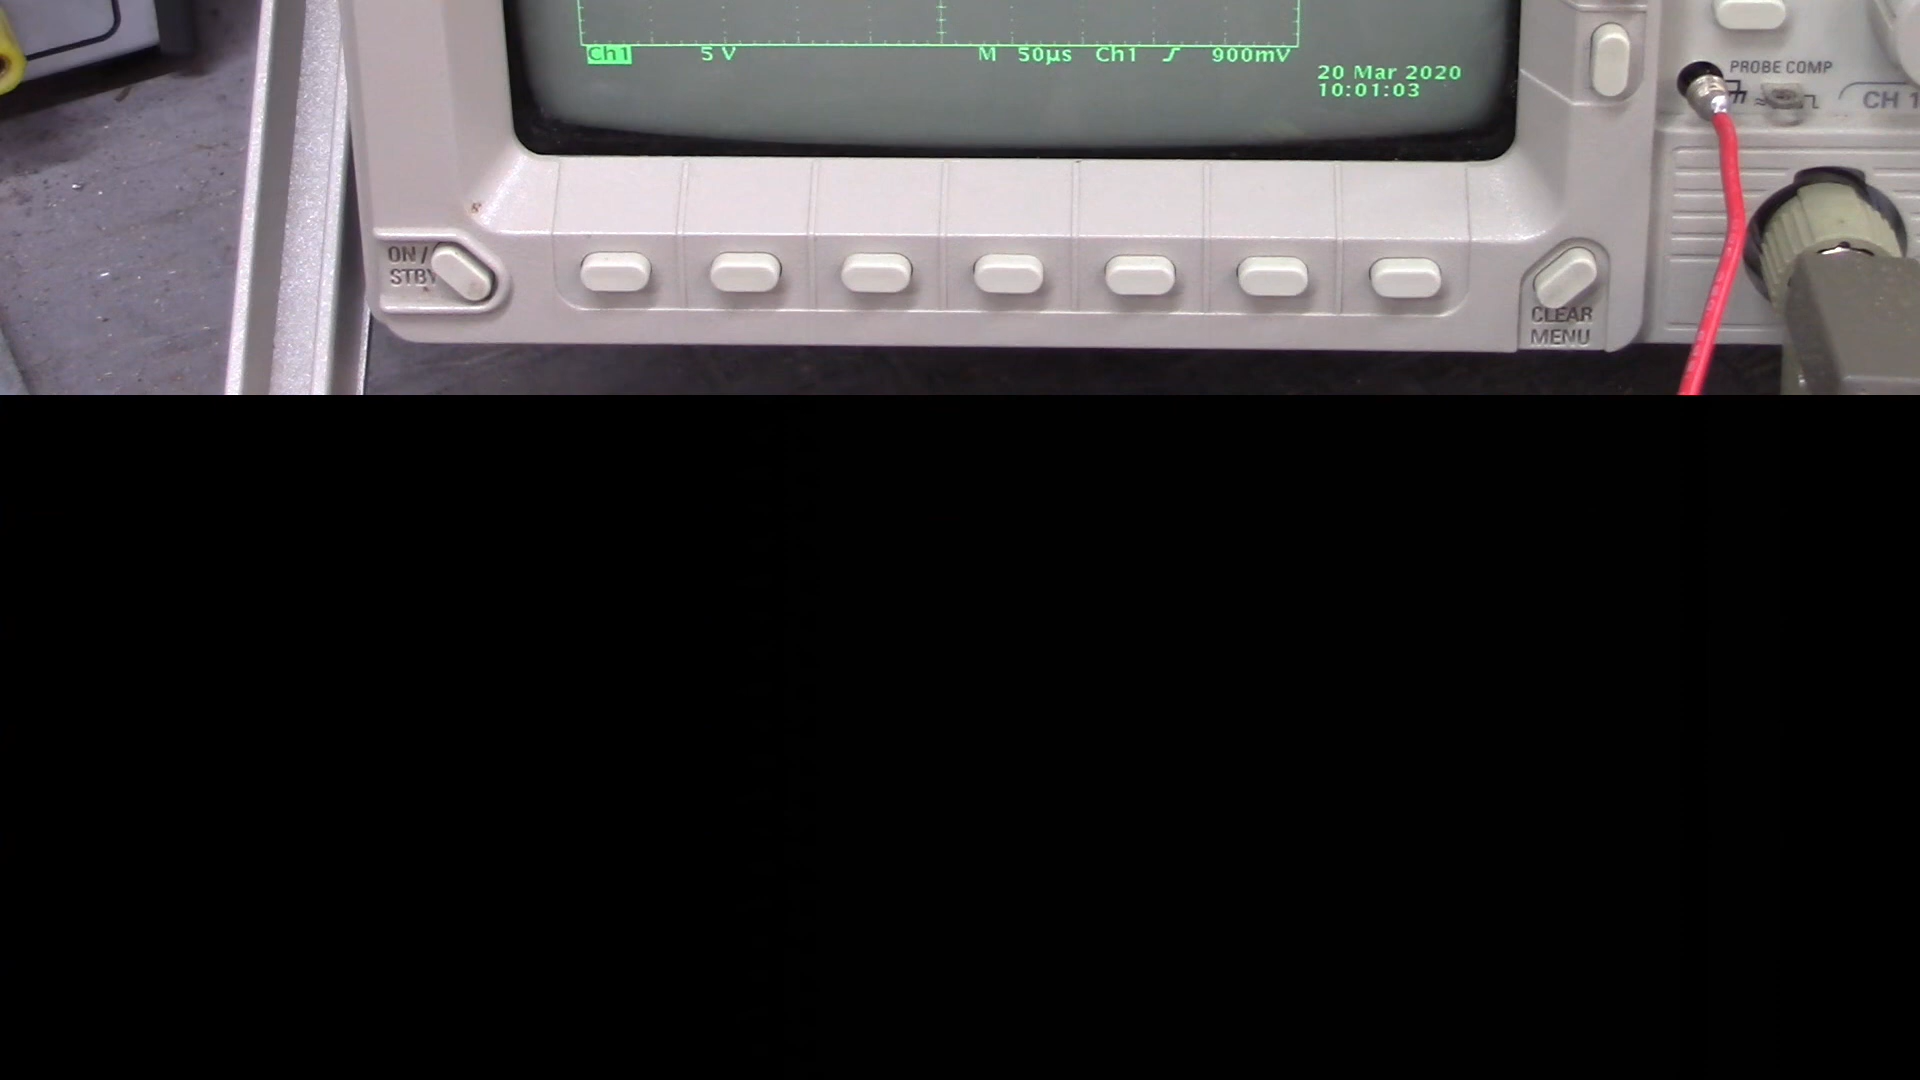 Ch1 5 V M 50µs Ch1 900mV
20 Mar 2020
10:01:03
PROBE COMP
CH 1
ON/
STBY
CLEAR
MENU